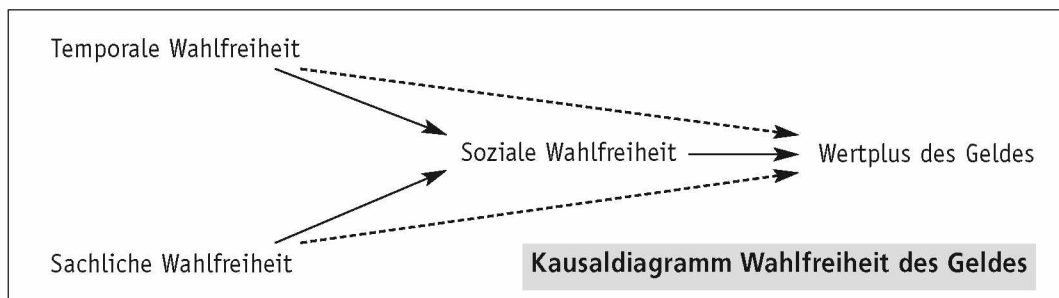 Temporale Wahlfreiheit
Soziale Wahlfreiheit
Wertplus des Geldes
Sachliche Wahlfreiheit
Kausaldiagramm Wahlfreiheit des Geldes